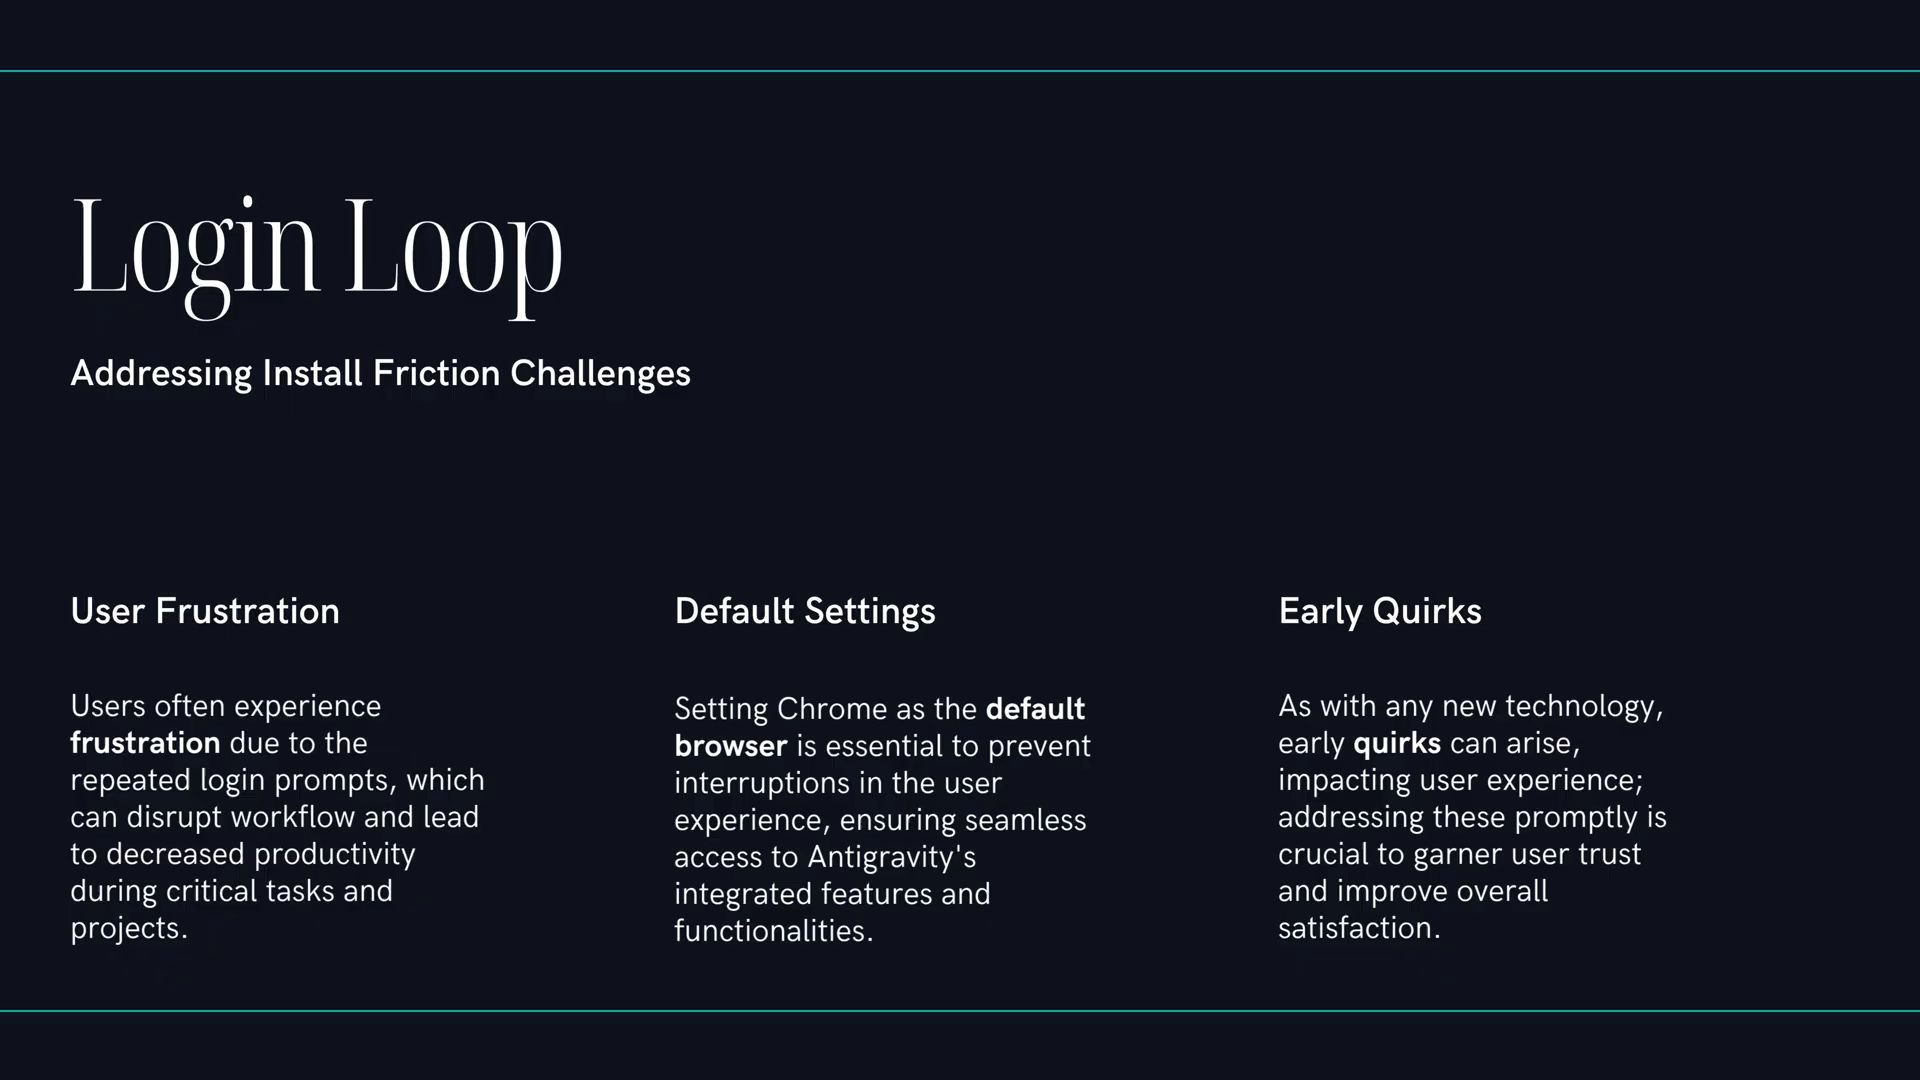 Login Loop
Addressing Install Friction Challenges
User Frustration
Users often experience
frustration due to the
repeated login prompts, which
can disrupt workflow and lead
to decreased productivity
during critical tasks and
projects.
Default Settings
Setting Chrome as the default
browser is essential to prevent
interruptions in the user
experience, ensuring seamless
access to Antigravity's
integrated features and
functionalities.
Early Quirks
As with any new technology,
early quirks can arise,
impacting user experience;
addressing these promptly is
crucial to garner user trust
and improve overall
satisfaction.